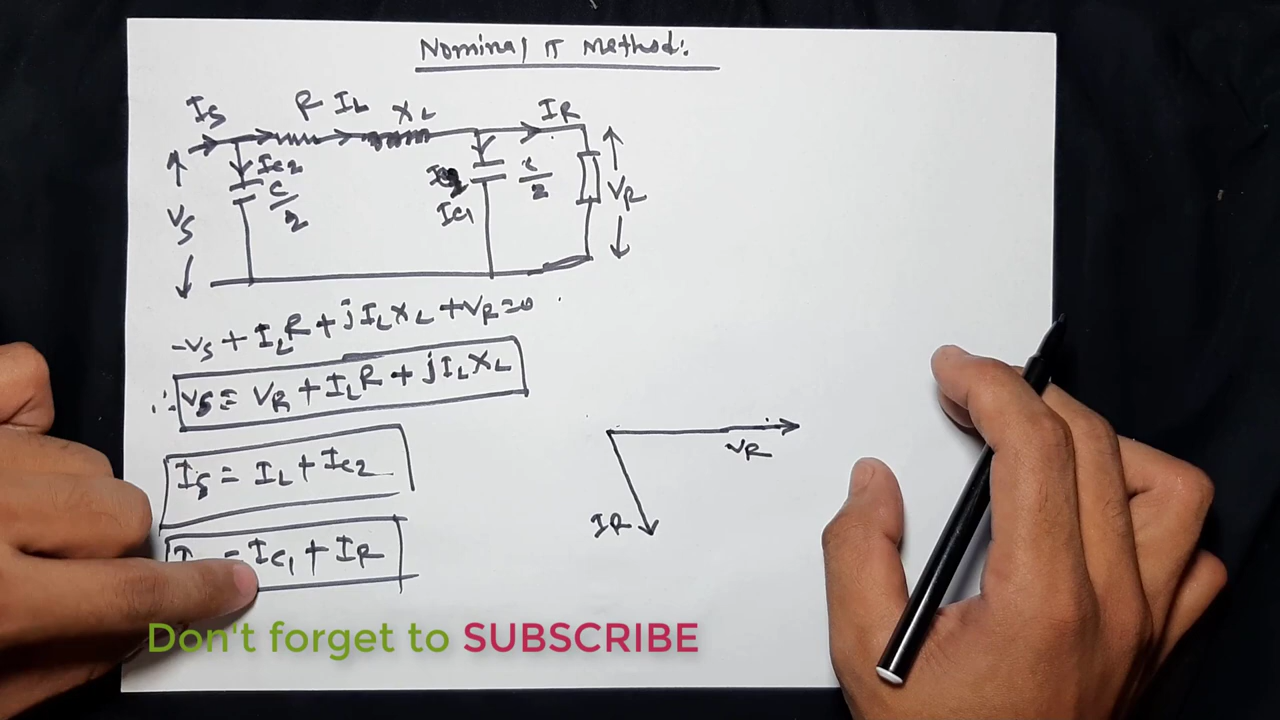 Nominal π Method:
Is R IL XL IR
Vs Ic2 C/2 Ic1 C/2 VR
-Vs + ILR + jILXL + VR = 0
∴ Vs = VR + ILR + jILXL
Is = IL + Ic2
= Ic1 + IR
VR
IR
Don't forget to SUBSCRIBE